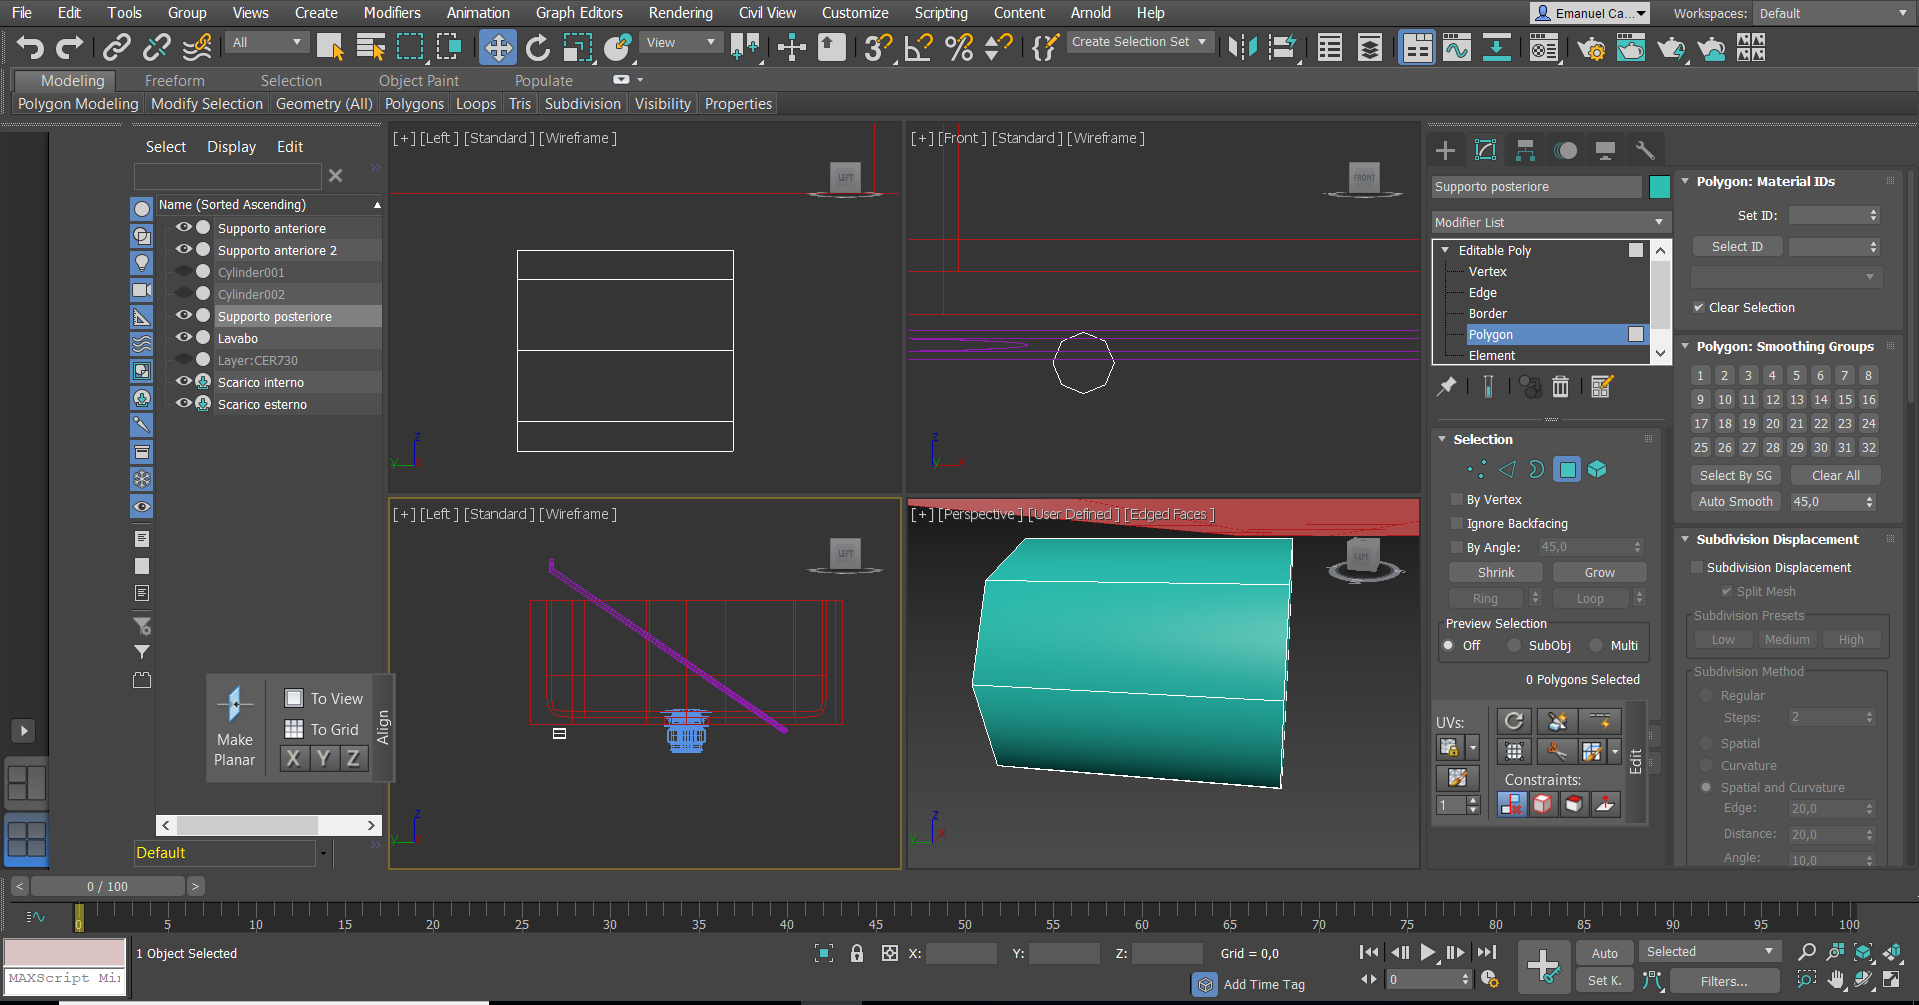 File Edit Tools Group Views Create Modifiers Animation Graph Editors Rendering Civil View Customize Scripting Content Arnold Help Emanuel Ca... Workspaces: Default
All View Create Selection Set
Modeling Freeform Selection Object Paint Populate
Polygon Modeling Modify Selection Geometry (All) Polygons Loops Tris Subdivision Visibility Properties
Select Display Edit
Name (Sorted Ascending)
Supporto anteriore
Supporto anteriore 2
Cylinder001
Cylinder002
Supporto posteriore
Lavabo
Layer:CER730
Scarico interno
Scarico esterno
Make Planar
To View
To Grid
X Y Z
Align
Default
[+] [Left ] [Standard ] [Wireframe ]
LEFT
z
y
[+] [Front ] [Standard ] [Wireframe ]
FRONT
z
y x
[+] [Left ] [Standard ] [Wireframe ]
LEFT
z
y
[+] [Perspective ] [User Defined ] [Edged Faces ]
LEFT
z
y x
Supporto posteriore
Modifier List
Editable Poly
Vertex
Edge
Border
Polygon
Element
Selection
By Vertex
Ignore Backfacing
By Angle: 45,0
Shrink Grow
Ring Loop
Preview Selection
Off SubObj Multi
0 Polygons Selected
UVs:
Constraints:
1
Edit
Polygon: Material IDs
Set ID:
Select ID
Clear Selection
Polygon: Smoothing Groups
1 2 3 4 5 6 7 8
9 10 11 12 13 14 15 16
17 18 19 20 21 22 23 24
25 26 27 28 29 30 31 32
Select By SG Clear All
Auto Smooth 45,0
Subdivision Displacement
Subdivision Displacement
Split Mesh
Subdivision Presets
Low Medium High
Subdivision Method
Regular
Steps: 2
Spatial
Curvature
Spatial and Curvature
Edge: 20,0
Distance: 20,0
Angle: 10,0
< 0 / 100 >
0 5 10 15 20 25 30 35 40 45 50 55 60 65 70 75 80 85 90 95 100
MAXScript Mi
1 Object Selected
X: Y: Z: Grid = 0,0
Add Time Tag
0
Auto Selected
Set K. Filters...